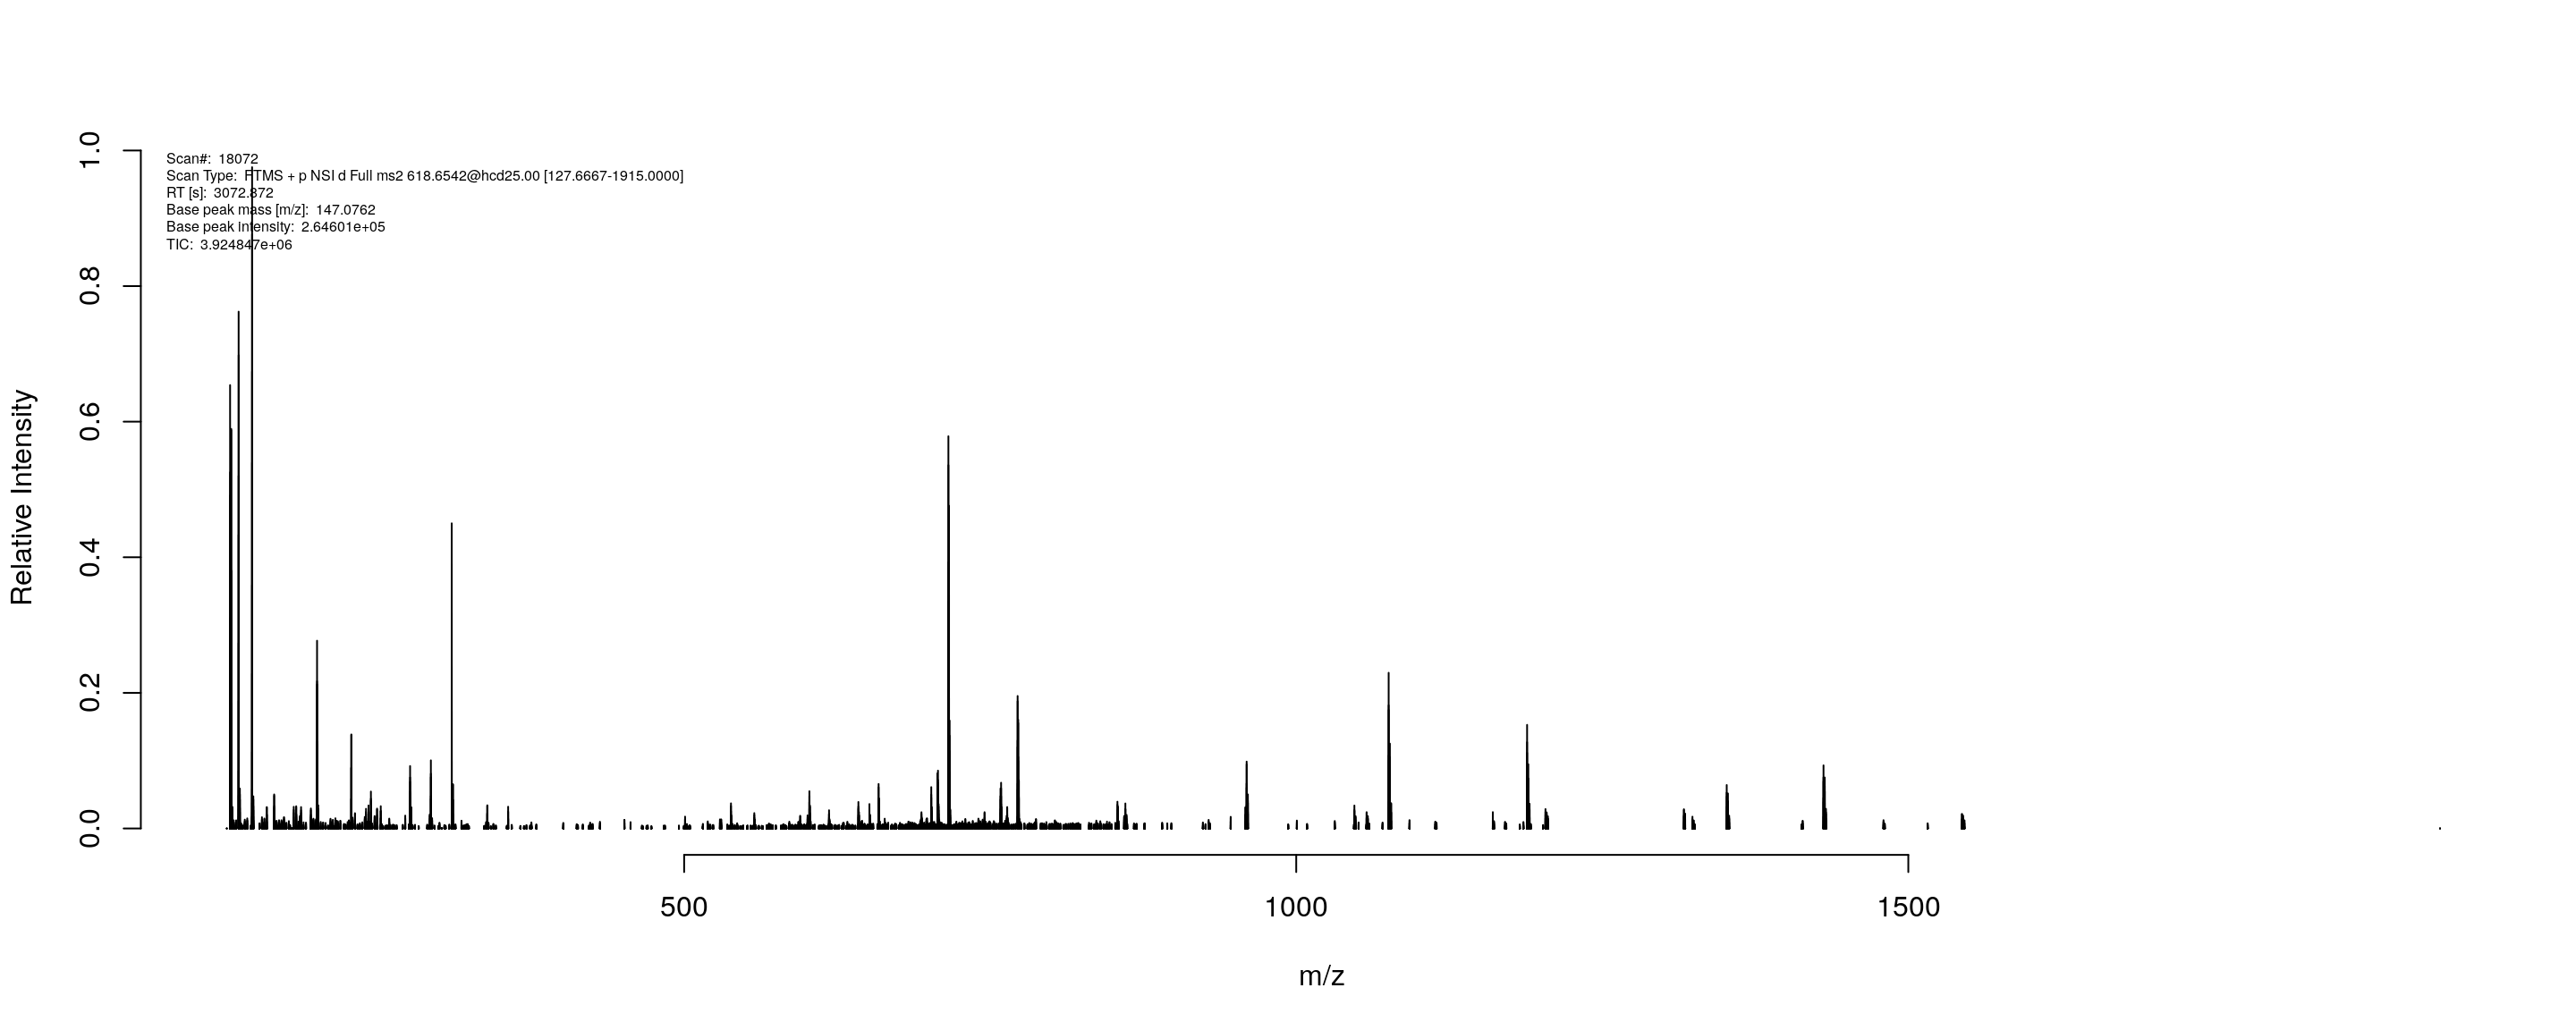 1.0
Scan#: 18072
Scan Type: FTMS + p NSI d Full ms2 618.6542@hcd25.00 [127.6667-1915.0000]
RT [s]: 3072.872
Base peak mass [m/z]: 147.0762
Base peak intensity: 2.64601e+05
TIC: 3.924847e+06
0.8
0.6
Relative Intensity
0.4
0.2
0.0
500 1000 1500
m/z